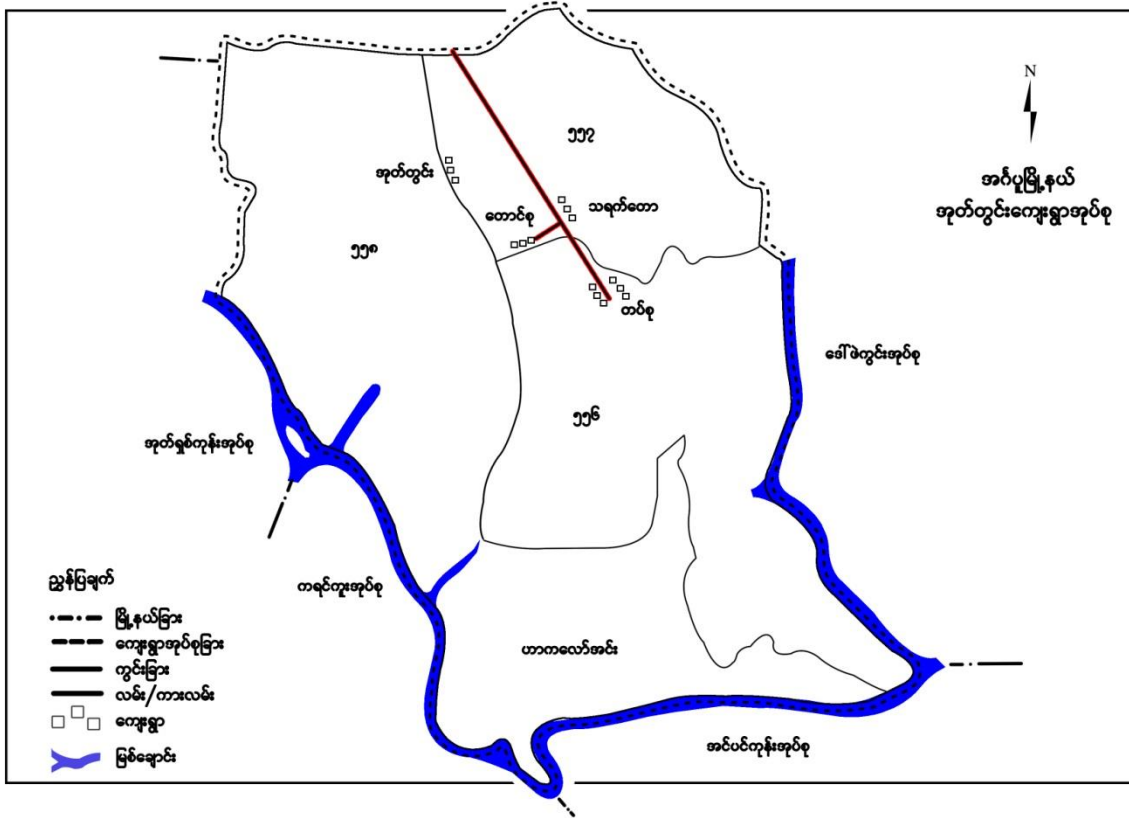 N
အင်္ဂပူမြို့နယ်
အုတ်တွင်းကျေးရွာအုပ်စု
၅၅၇
အုတ်တွင်း
သရက်တော
တောင်စု
၅၅၈
တပ်စု
ဒေါ်ဖဲကွင်းအုပ်စု
၅၅၆
အုတ်ရှစ်ကုန်းအုပ်စု
ကရင်ကူးအုပ်စု
ဟာကလော်အင်း
အင်ပင်ကုန်းအုပ်စု
ညွှန်ပြချက်
မြို့နယ်ခြား
ကျေးရွာအုပ်စုခြား
ကွင်းခြား
လမ်း/ကားလမ်း
ကျေးရွာ
မြစ်ချောင်း